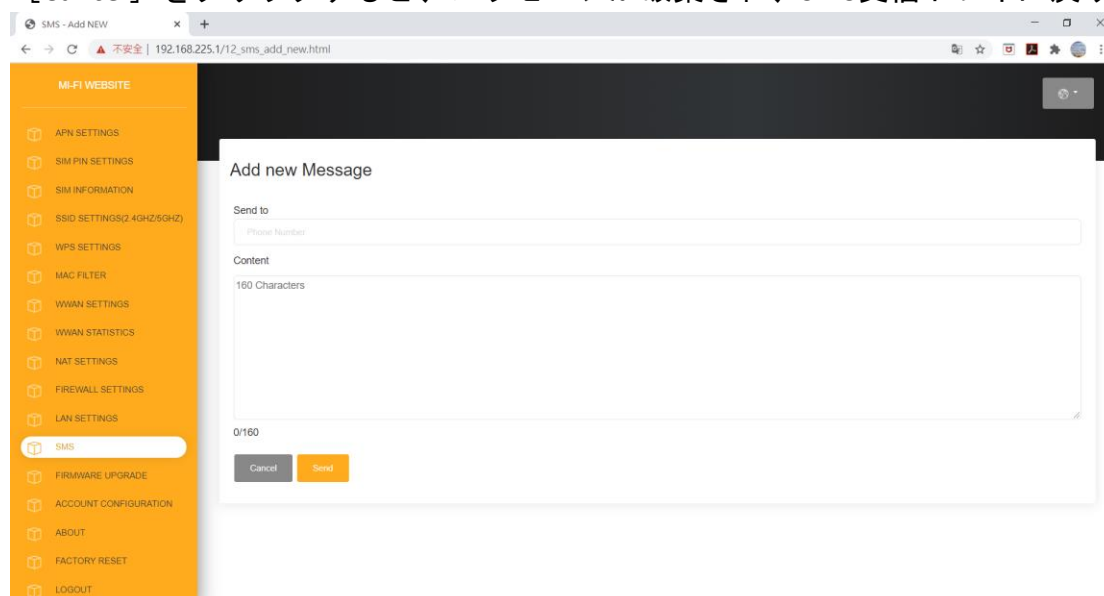 SMS - Add NEW
不安全 | 192.168.225.1/12_sms_add_new.html
MI-FI WEBSITE
APN SETTINGS
SIM PIN SETTINGS
SIM INFORMATION
SSID SETTINGS(2.4GHZ/5GHZ)
WPS SETTINGS
MAC FILTER
WWAN SETTINGS
WWAN STATISTICS
NAT SETTINGS
FIREWALL SETTINGS
LAN SETTINGS
SMS
FIRMWARE UPGRADE
ACCOUNT CONFIGURATION
ABOUT
FACTORY RESET
LOGOUT
Add new Message
Send to
Phone Number
Content
160 Characters
0/160
Cancel
Send